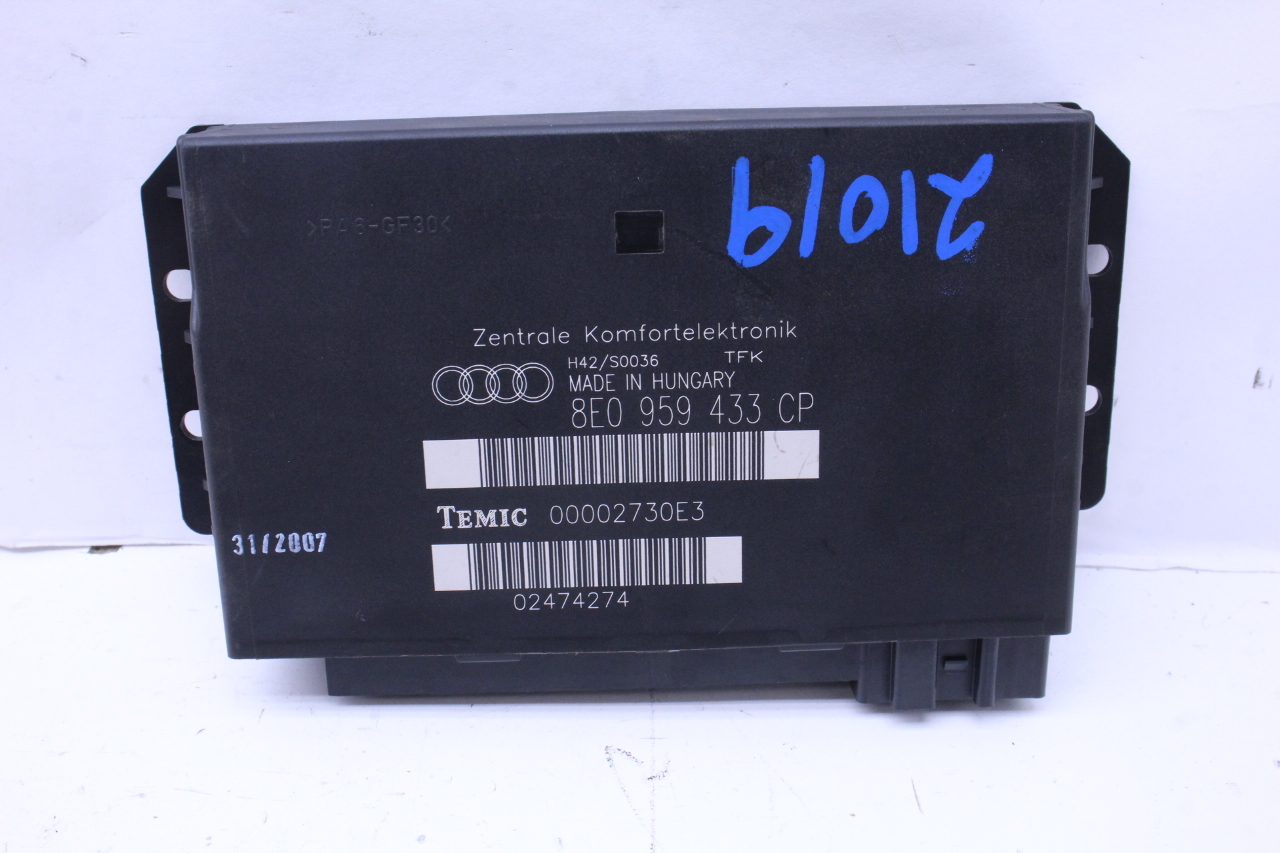 >PA6-GF30<
21019
Zentrale Komfortelektronik
H42/S0036 TFK
MADE IN HUNGARY
8E0 959 433 CP
TEMIC 00002730E3
31/2007
02474274